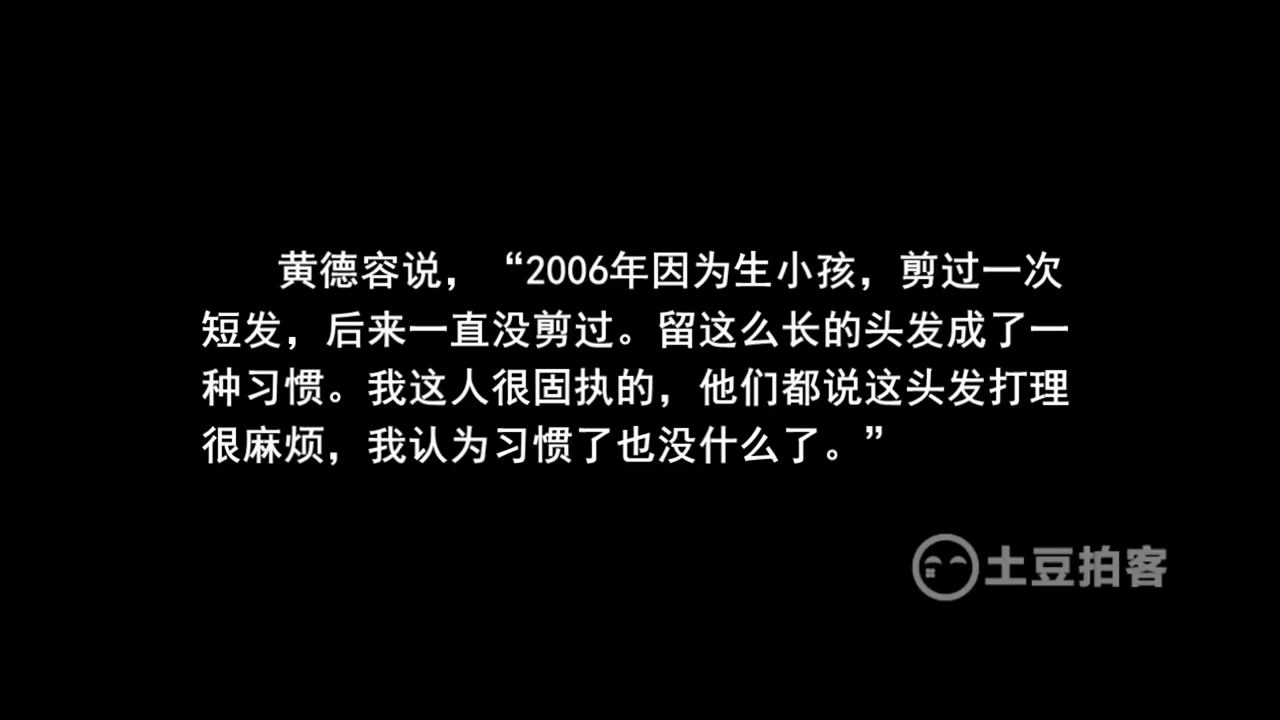 黄德容说，“2006年因为生小孩，剪过一次
短发，后来一直没剪过。留这么长的头发成了一
种习惯。我这人很固执的，他们都说这头发打理
很麻烦，我认为习惯了也没什么了。”
土豆拍客